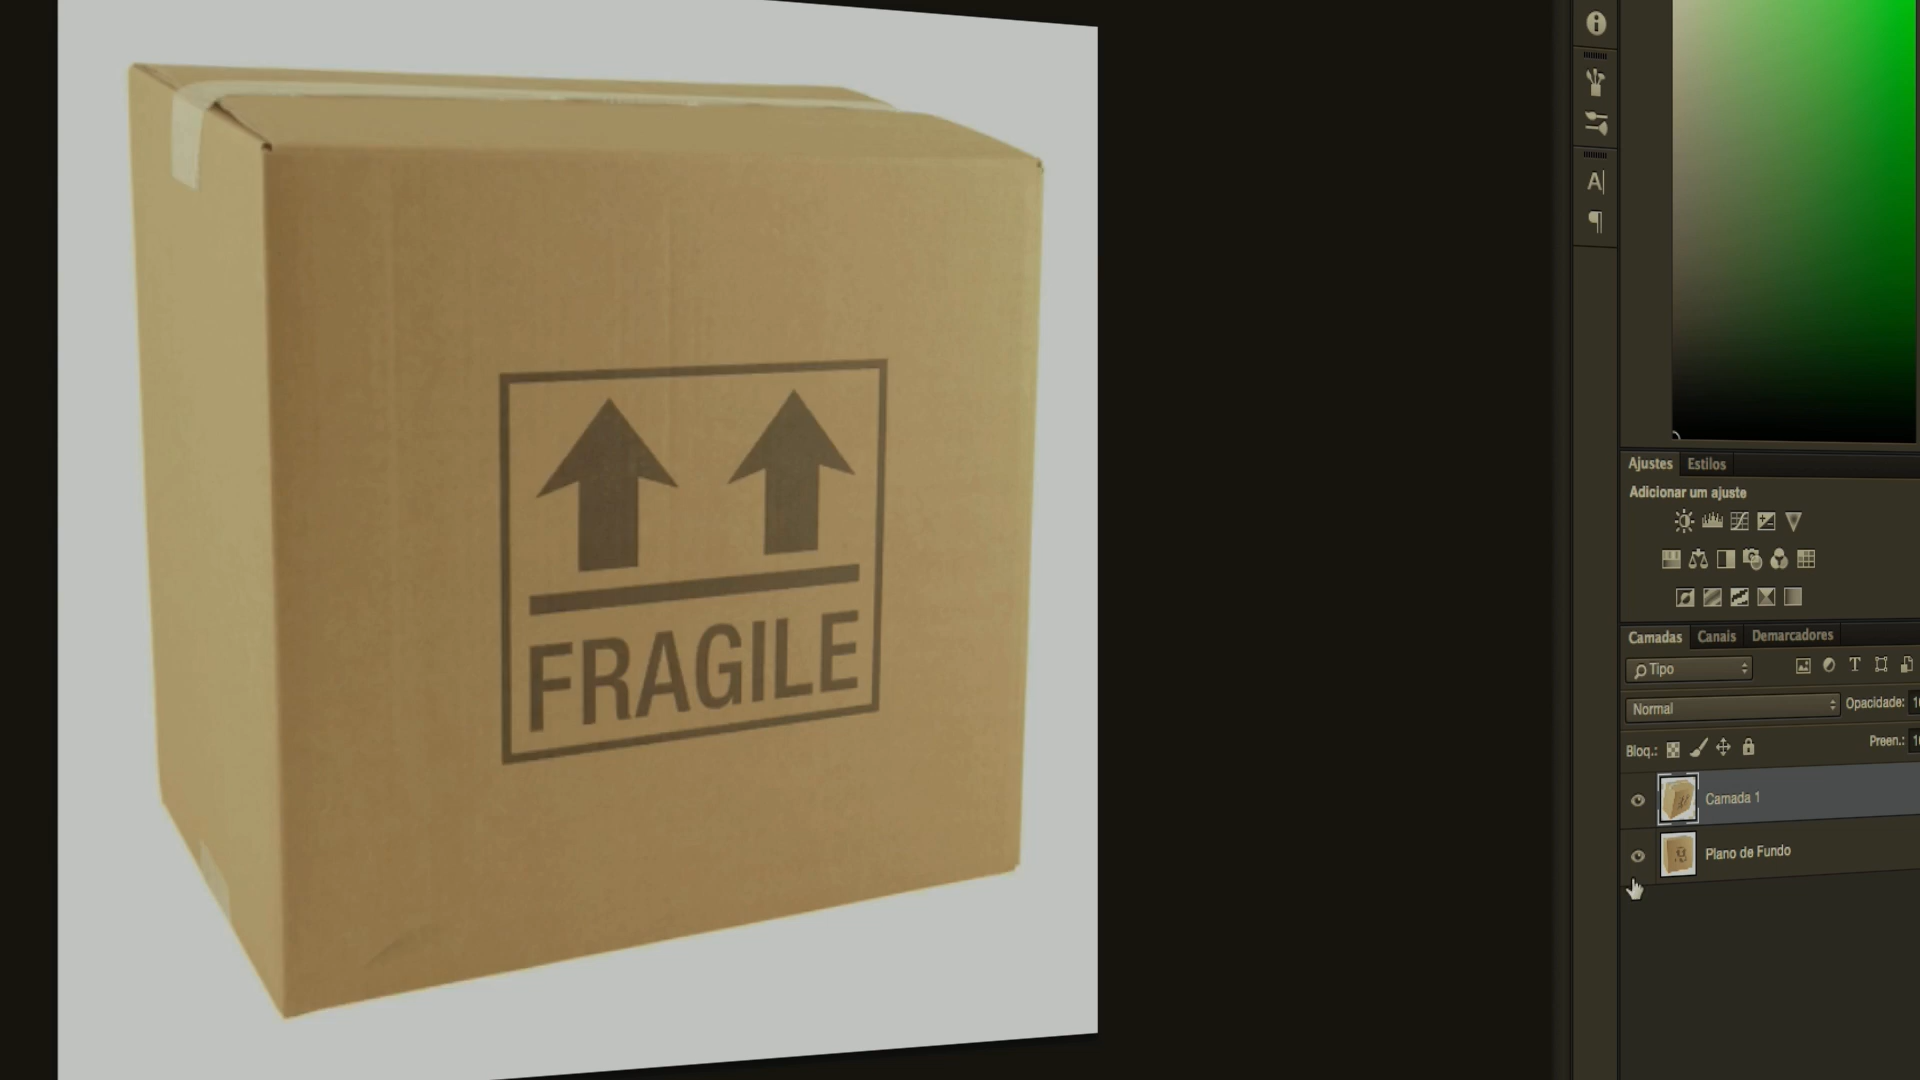 FRAGILE
Ajustes Estilos
Adicionar um ajuste
Camadas Canais Demarcadores
Tipo
Normal Opacidade:
Bloq.: Preen.:
Camada 1
Plano de Fundo